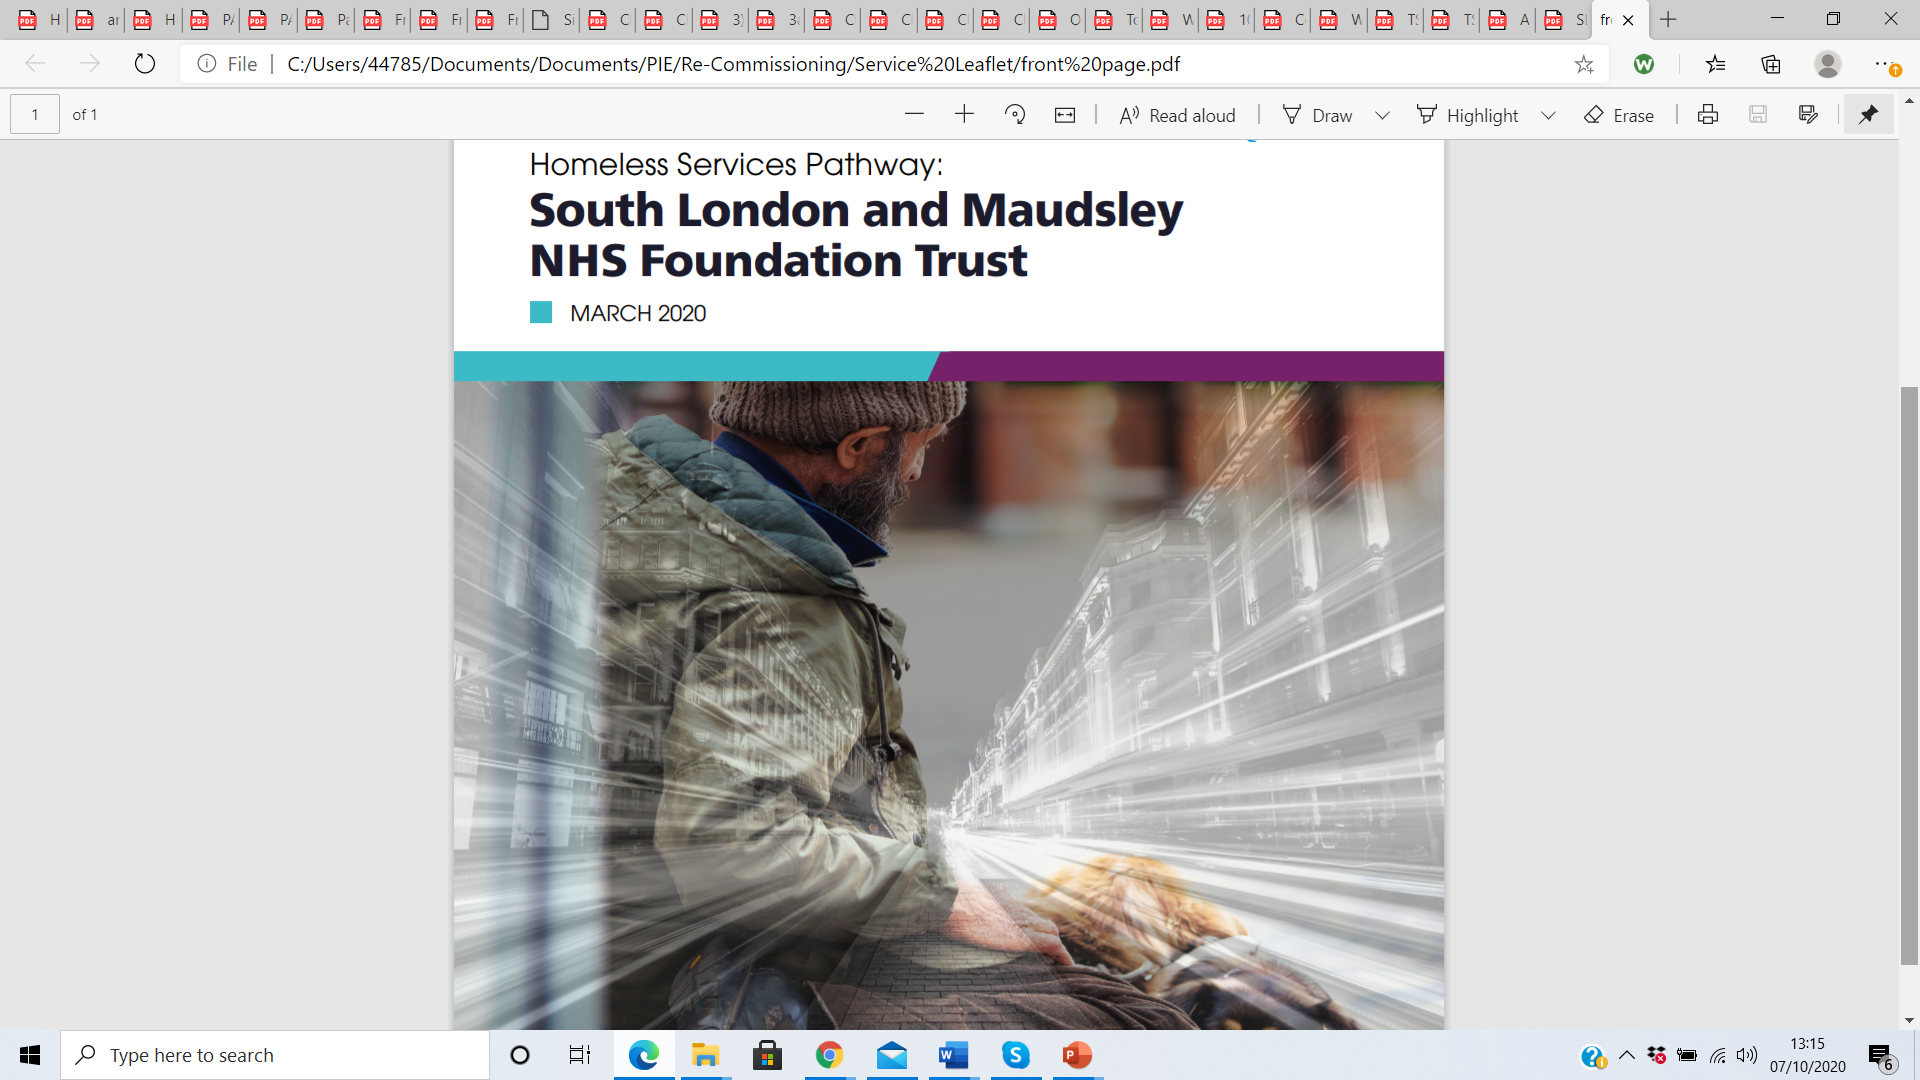 File
C:/Users/44785/Documents/Documents/PIE/Re-Commissioning/Service%20Leaflet/front%20page.pdf
1 of 1
Read aloud
Draw
Highlight
Erase
Homeless Services Pathway:
South London and Maudsley
NHS Foundation Trust
MARCH 2020
Type here to search
13:15
07/10/2020
6